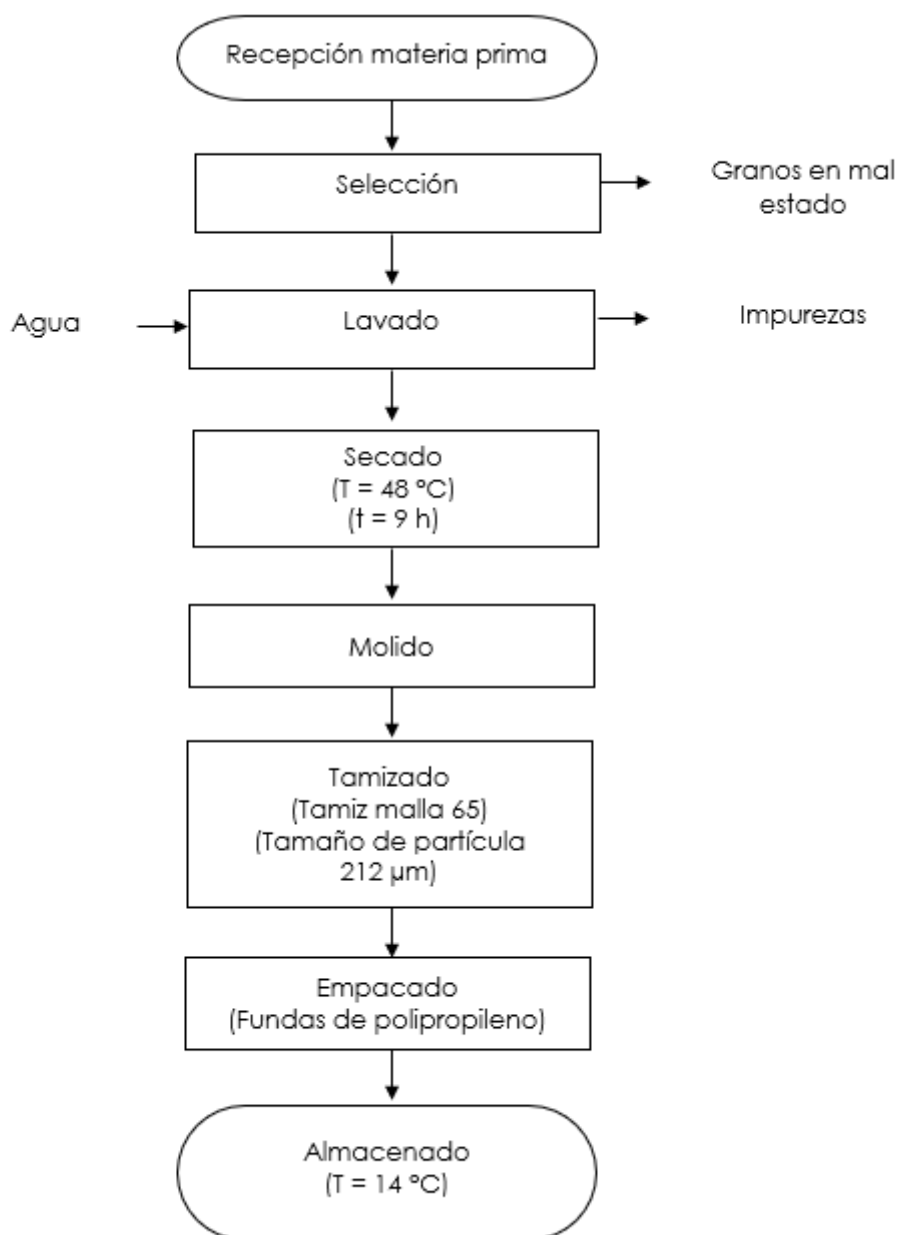 Recepción materia prima
Selección
Granos en mal
estado
Agua
Lavado
Impurezas
Secado
(T = 48 °C)
(t = 9 h)
Molido
Tamizado
(Tamiz malla 65)
(Tamaño de partícula
212 µm)
Empacado
(Fundas de polipropileno)
Almacenado
(T = 14 °C)